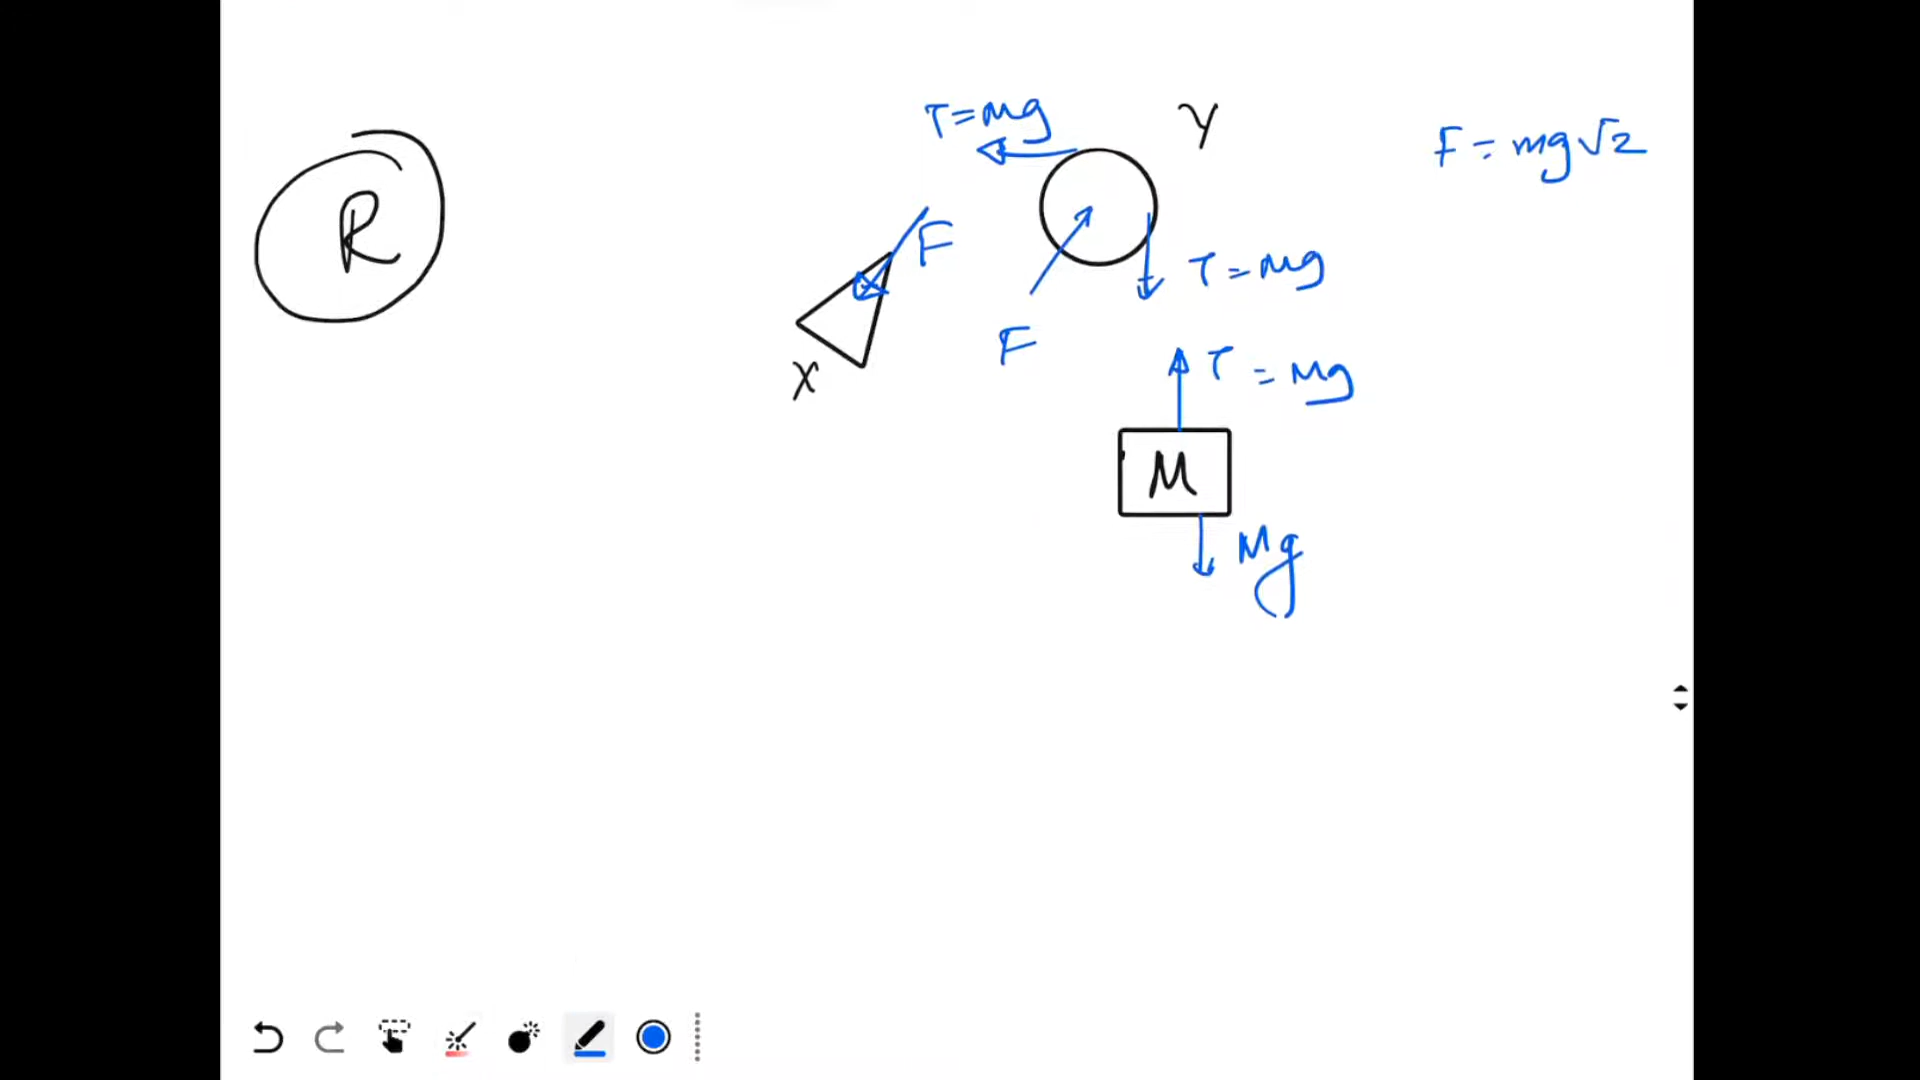 R
T=Mg
Y
F = mg√2
F
T=Mg
F
X
T = Mg
M
Mg